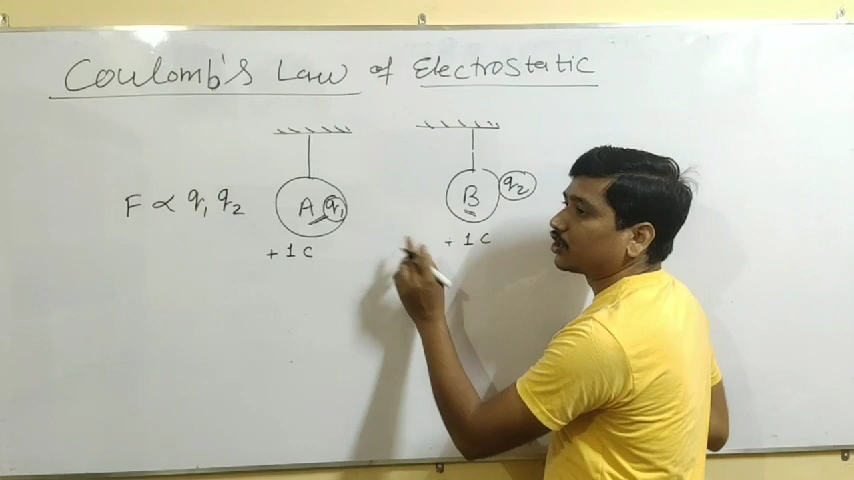 Coulomb's Law of Electrostatic
F ∝ q1 q2
A q1
B q2
+ 1 C
+ 1 C